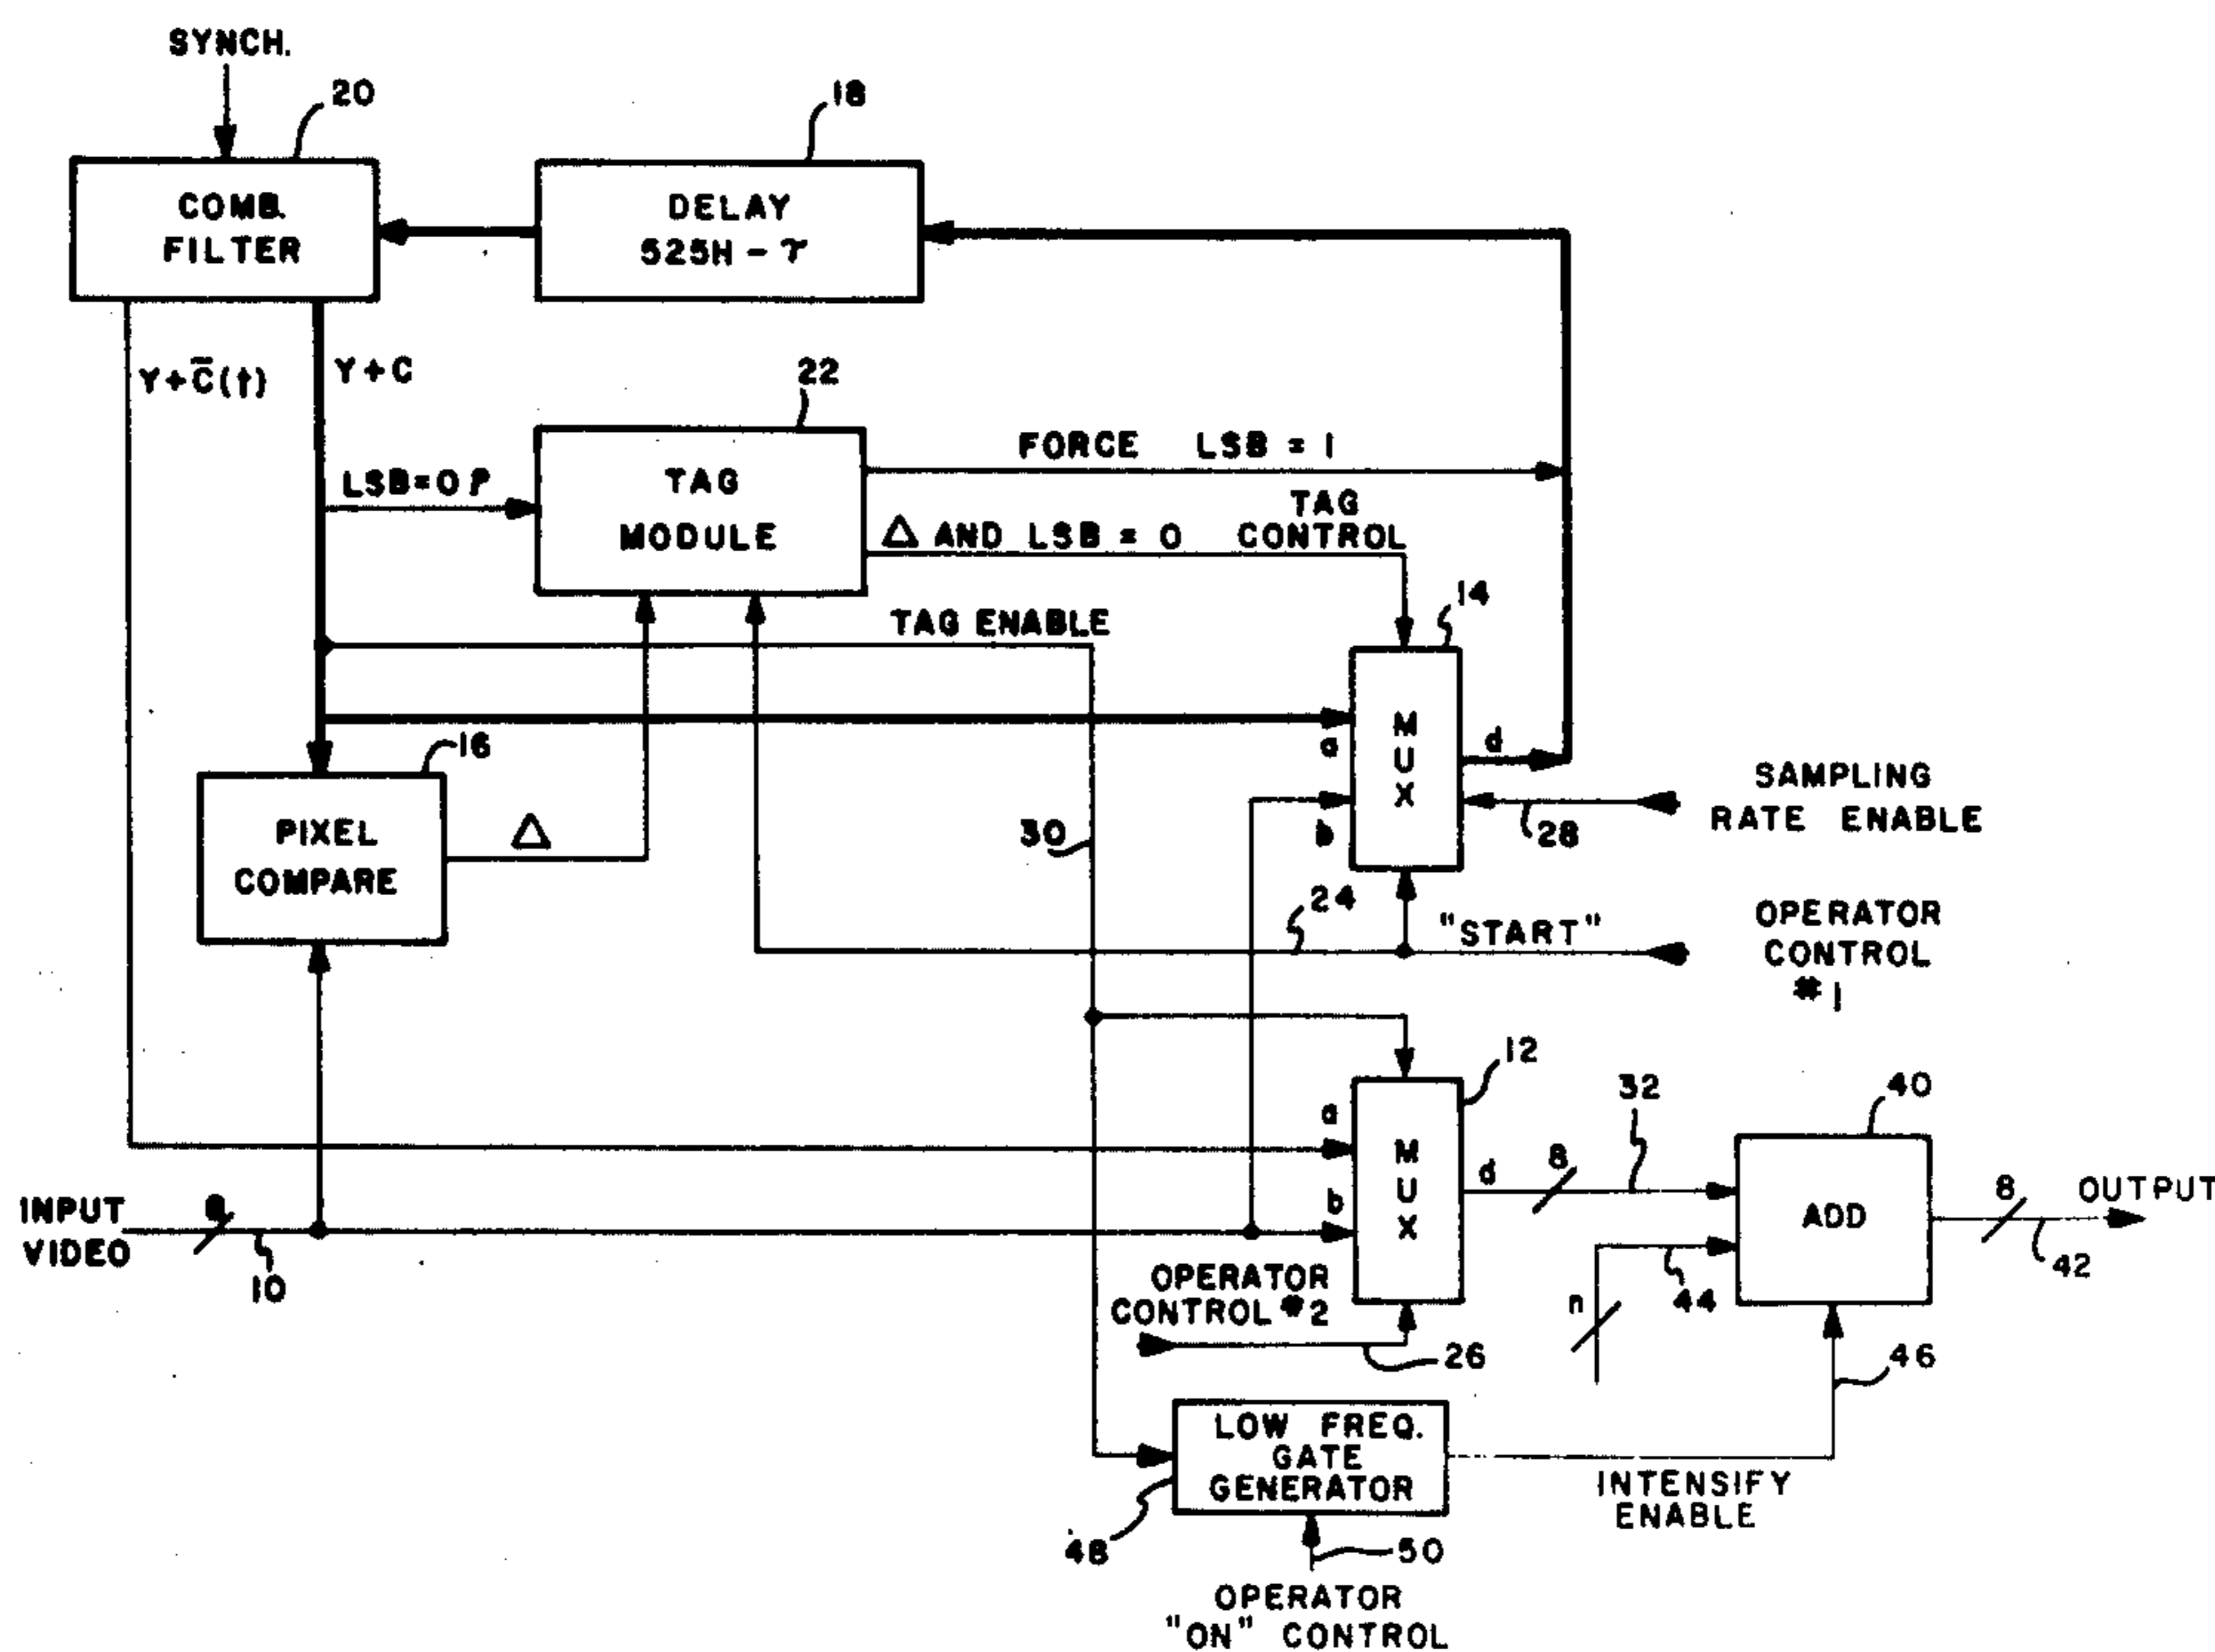 SYNCH.
20
18
COMB.
FILTER
DELAY
525H - τ
Y+C̄(t)
Y+C
22
LSB=0?
TAG
MODULE
FORCE LSB = 1
TAG
Δ AND LSB = 0 CONTROL
TAG ENABLE
14
a
b
MUX
d
16
PIXEL
COMPARE
Δ
30
SAMPLING
RATE ENABLE
28
24
"START"
OPERATOR
CONTROL
#1
12
a
b
MUX
d
8
32
40
ADD
8
OUTPUT
42
INPUT
VIDEO
8
10
OPERATOR
CONTROL #2
26
n
44
46
LOW FREQ.
GATE
GENERATOR
48
50
INTENSIFY
ENABLE
OPERATOR
"ON" CONTROL